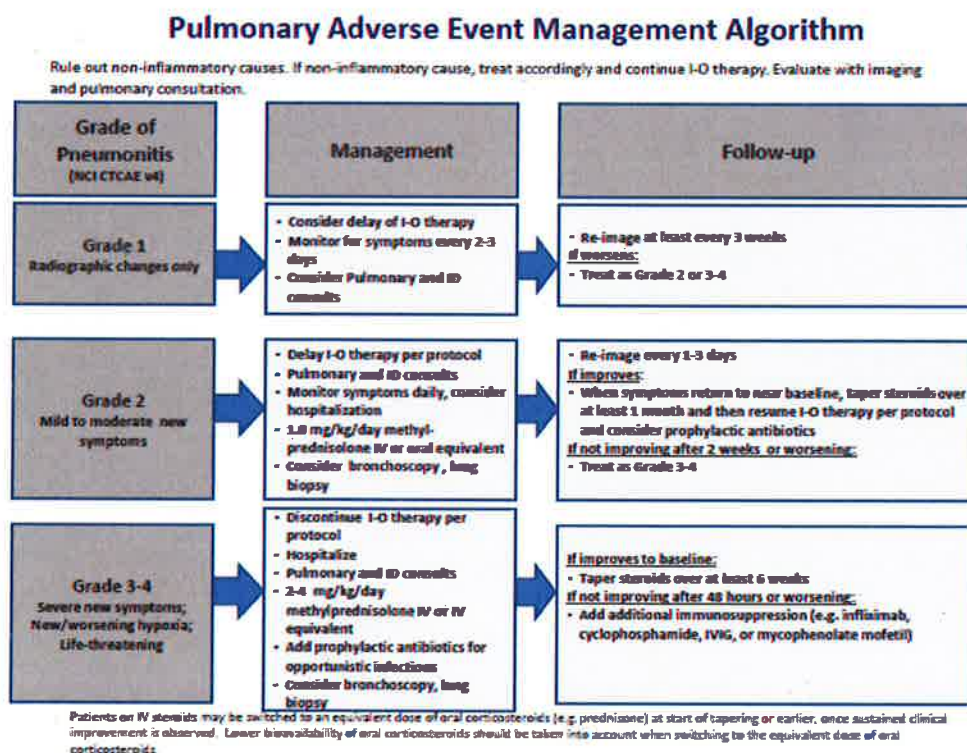 Pulmonary Adverse Event Management Algorithm
Rule out non-inflammatory causes. If non-inflammatory cause, treat accordingly and continue I-O therapy. Evaluate with imaging
and pulmonary consultation.
Grade of
Pneumonitis
(NCI CTCAE v4)
Management
Follow-up
Grade 1
Radiographic changes only
- Consider delay of I-O therapy
- Monitor for symptoms every 2-3
days
- Consider Pulmonary and ID
consults
- Re-image at least every 3 weeks
If worsens:
- Treat as Grade 2 or 3-4
Grade 2
Mild to moderate new
symptoms
- Delay I-O therapy per protocol
- Pulmonary and ID consults
- Monitor symptoms daily, consider
hospitalization
- 1.0 mg/kg/day methyl-
prednisolone IV or oral equivalent
- Consider bronchoscopy, lung
biopsy
- Re-image every 1-3 days
If improves:
- When symptoms return to near baseline, taper steroids over
at least 1 month and then resume I-O therapy per protocol
and consider prophylactic antibiotics
If not improving after 2 weeks or worsening:
- Treat as Grade 3-4
Grade 3-4
Severe new symptoms;
New/worsening hypoxia;
Life-threatening
- Discontinue I-O therapy per
protocol
- Hospitalize
- Pulmonary and ID consults
- 2-4 mg/kg/day
methylprednisolone IV or IV
equivalent
- Add prophylactic antibiotics for
opportunistic infections
- Consider bronchoscopy, lung
biopsy
If improves to baseline:
- Taper steroids over at least 6 weeks
If not improving after 48 hours or worsening:
- Add additional immunosuppression (e.g. infliximab,
cyclophosphamide, IVIG, or mycophenolate mofetil)
Patients on IV steroids may be switched to an equivalent dose of oral corticosteroids (e.g. prednisone) at start of tapering or earlier, once sustained clinical
improvement is observed. Lower bioavailability of oral corticosteroids should be taken into account when switching to the equivalent dose of oral
corticosteroids